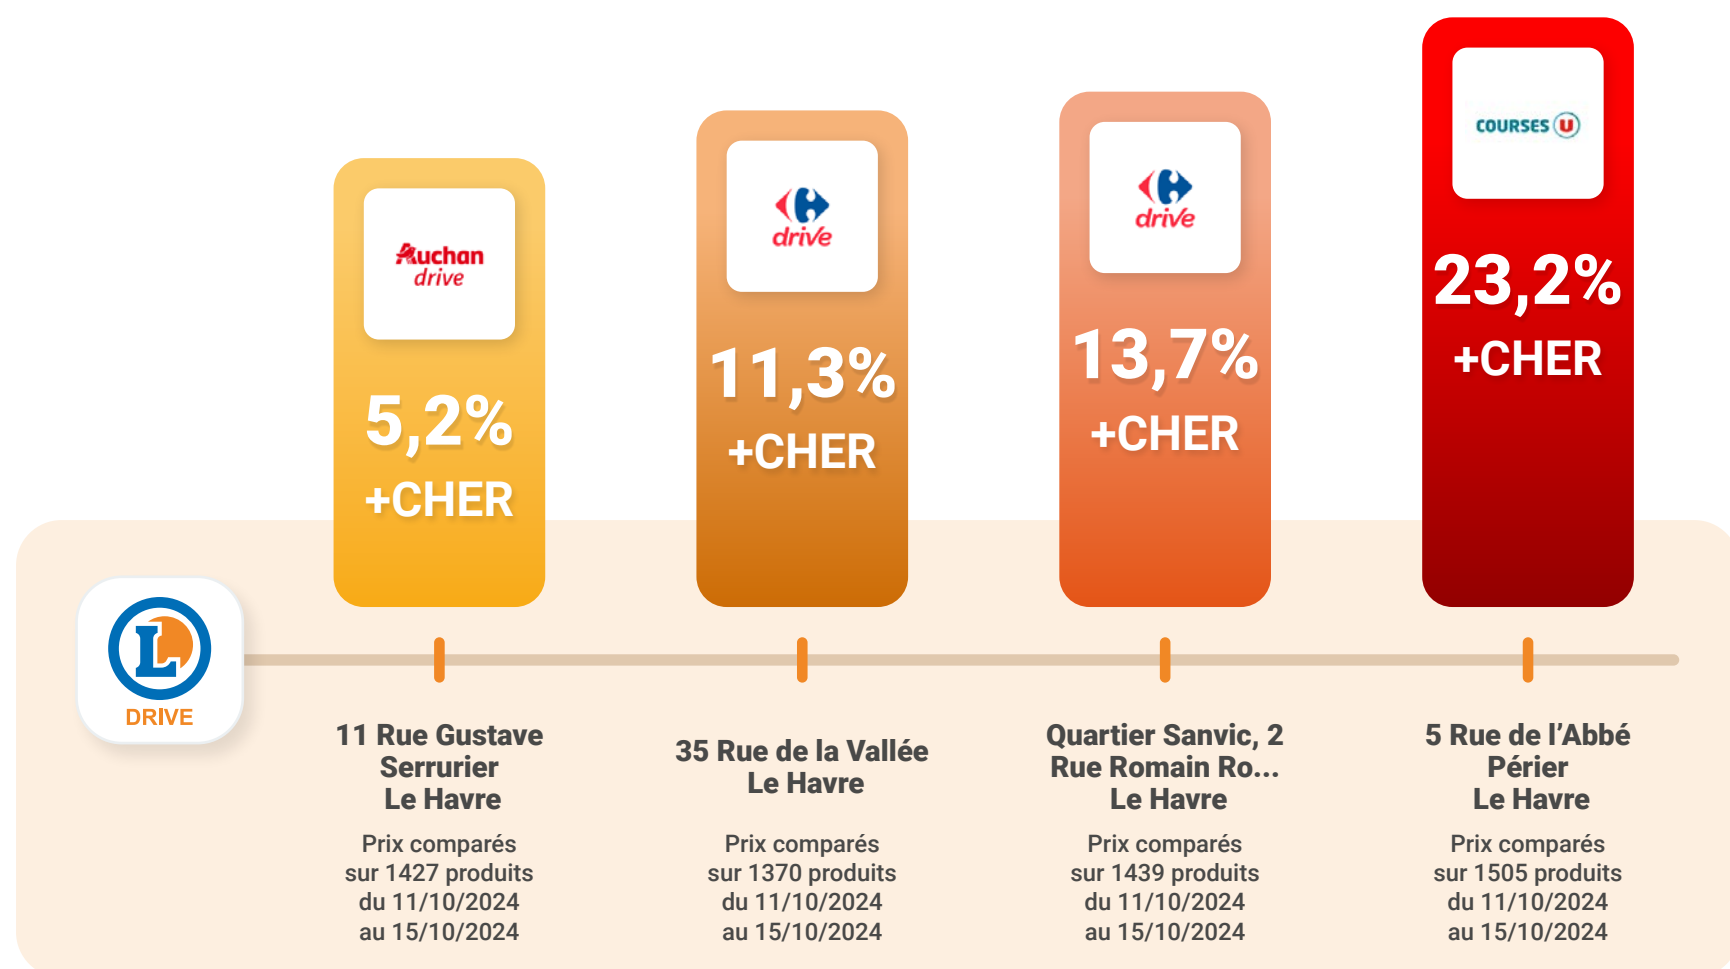 Auchan
drive
5,2%
+CHER
drive
11,3%
+CHER
drive
13,7%
+CHER
COURSES U
23,2%
+CHER
L
DRIVE
11 Rue Gustave
Serrurier
Le Havre
Prix comparés
sur 1427 produits
du 11/10/2024
au 15/10/2024
35 Rue de la Vallée
Le Havre
Prix comparés
sur 1370 produits
du 11/10/2024
au 15/10/2024
Quartier Sanvic, 2
Rue Romain Ro...
Le Havre
Prix comparés
sur 1439 produits
du 11/10/2024
au 15/10/2024
5 Rue de l'Abbé
Périer
Le Havre
Prix comparés
sur 1505 produits
du 11/10/2024
au 15/10/2024